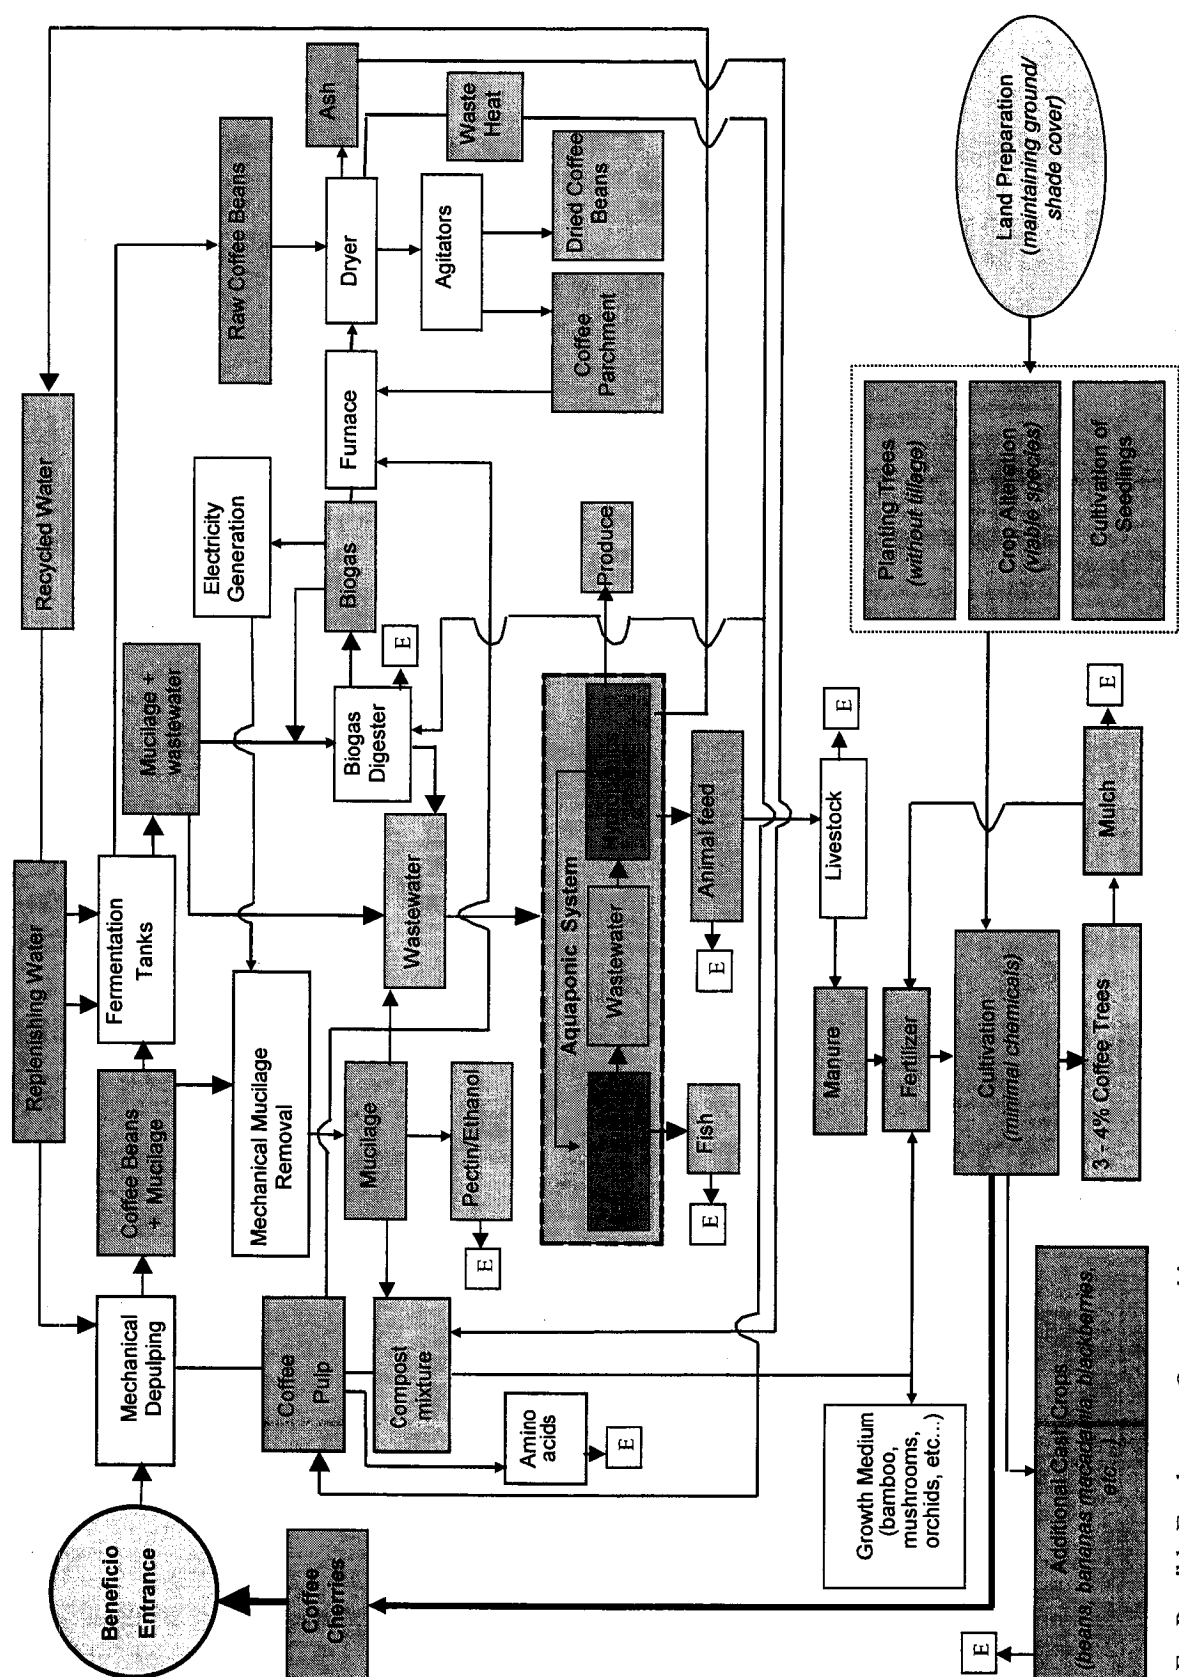 Replenishing Water
Recycled Water
Beneficio
Entrance
Mechanical
Depulping
Coffee Beans
+ Mucilage
Fermentation
Tanks
Mucilage +
wastewater
Raw Coffee Beans
Electricity
Generation
Mechanical Mucilage
Removal
Coffee
Cherries
Coffee
Pulp
Biogas
Furnace
Dryer
Ash
Compost
mixture
Mucilage
Wastewater
Biogas
Digester
E
Agitators
Waste
Heat
Pectin/Ethanol
E
Amino
acids
E
Coffee
Parchment
Dried Coffee
Beans
Aquaponic System
Wastewater
Produce
Fish
E
Animal feed
E
Growth Medium
(bamboo,
mushrooms,
orchids, etc...)
Manure
Livestock
E
Fertilizer
Cultivation
(minimal chemicals)
3 - 4% Coffee Trees
Mulch
E
Planting Trees
(without tillage)
Crop Alteration
(viable species)
Cultivation of
Seedlings
Land Preparation
(maintaining ground/
shade cover)
E
Additional Cash Crops
(beans, bananas macadamia, blackberries,
etc...)